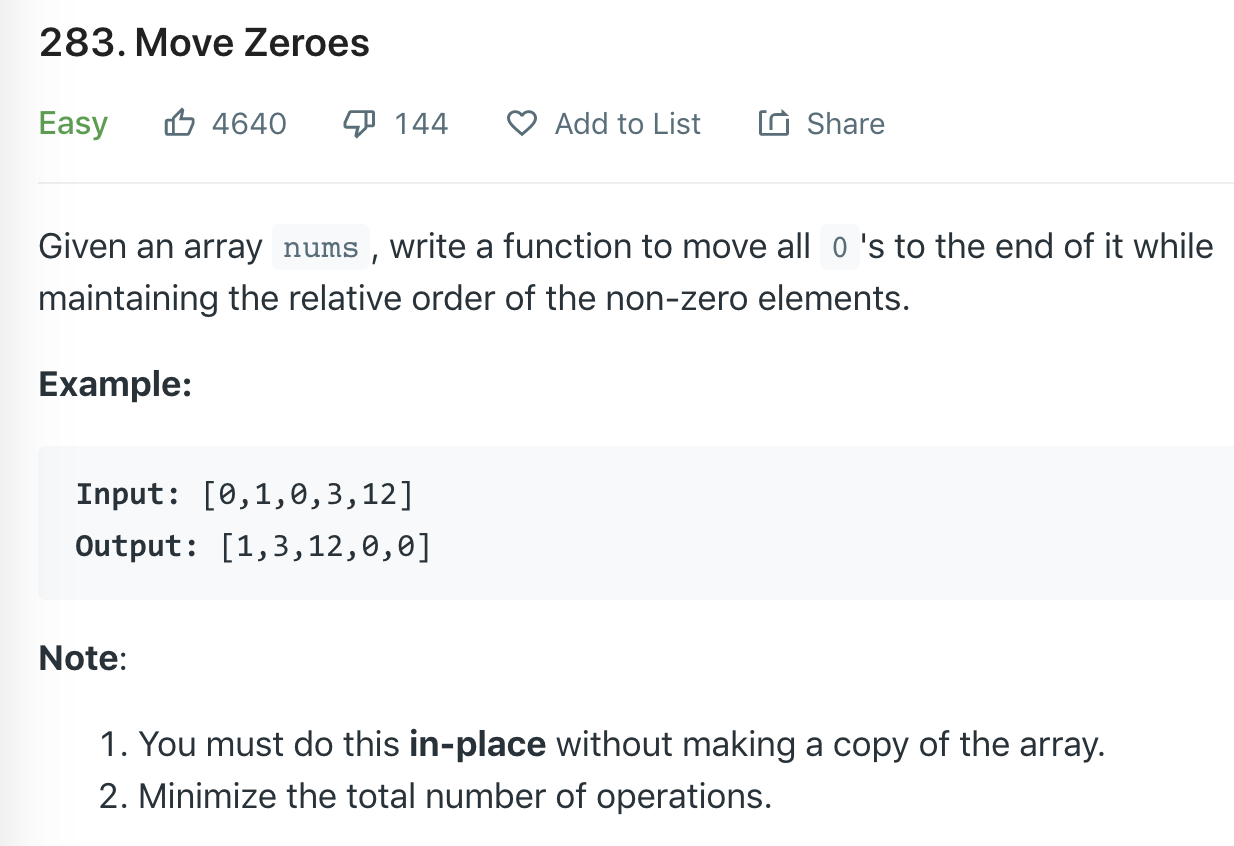 283. Move Zeroes
Easy 4640 144 Add to List Share
Given an array nums , write a function to move all 0 's to the end of it while
maintaining the relative order of the non-zero elements.
Example:
Input: [0,1,0,3,12]
Output: [1,3,12,0,0]
Note:
1. You must do this in-place without making a copy of the array.
2. Minimize the total number of operations.